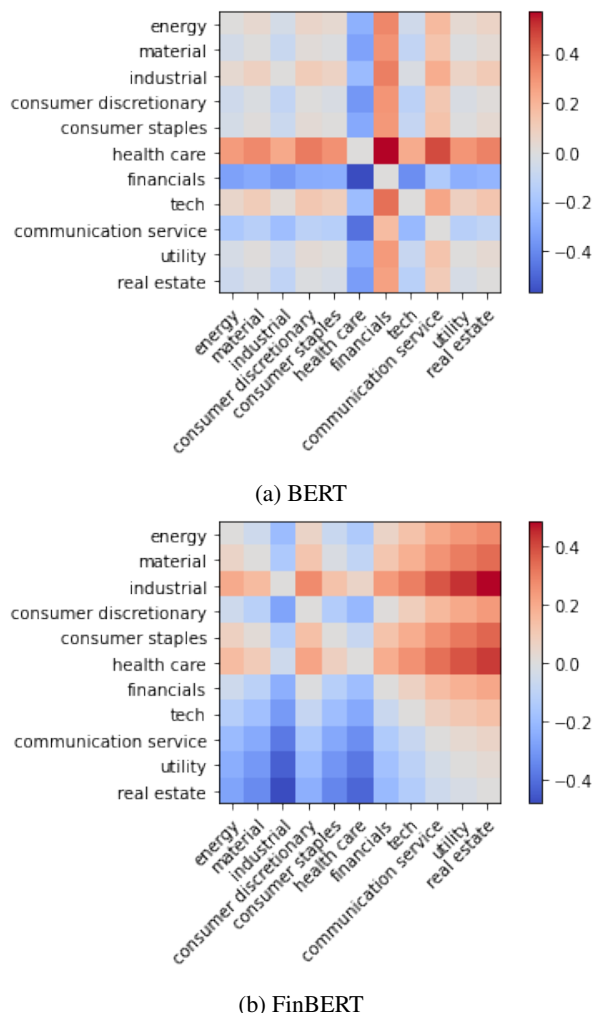 energy
material
industrial
consumer discretionary
consumer staples
health care
financials
tech
communication service
utility
real estate
0.4
0.2
0.0
−0.2
−0.4
energy
material
industrial
consumer discretionary
consumer staples
health care
financials
tech
communication service
utility
real estate
(a) BERT
energy
material
industrial
consumer discretionary
consumer staples
health care
financials
tech
communication service
utility
real estate
0.4
0.2
0.0
−0.2
−0.4
energy
material
industrial
consumer discretionary
consumer staples
health care
financials
tech
communication service
utility
real estate
(b) FinBERT